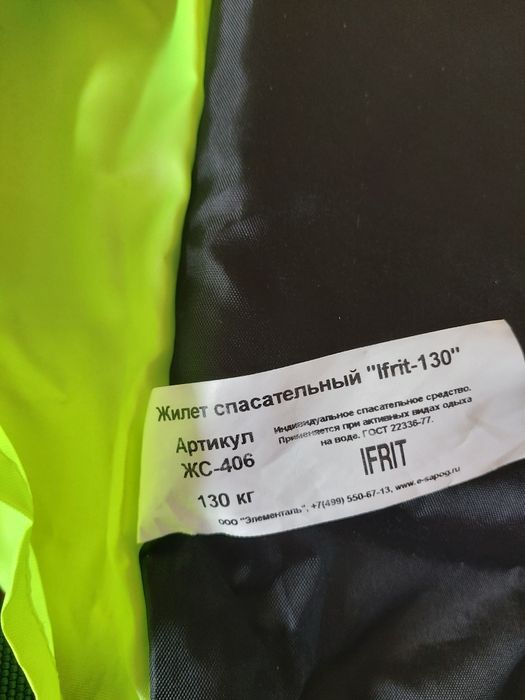 Жилет спасательный "Ifrit-130"
Артикул
ЖС-406
130 кг
Индивидуальное спасательное средство.
Применяется при активных видах одыха
на воде. ГОСТ 22336-77.
IFRIT
ООО "Элементаль", +7(499) 550-67-13, www.e-sapog.ru